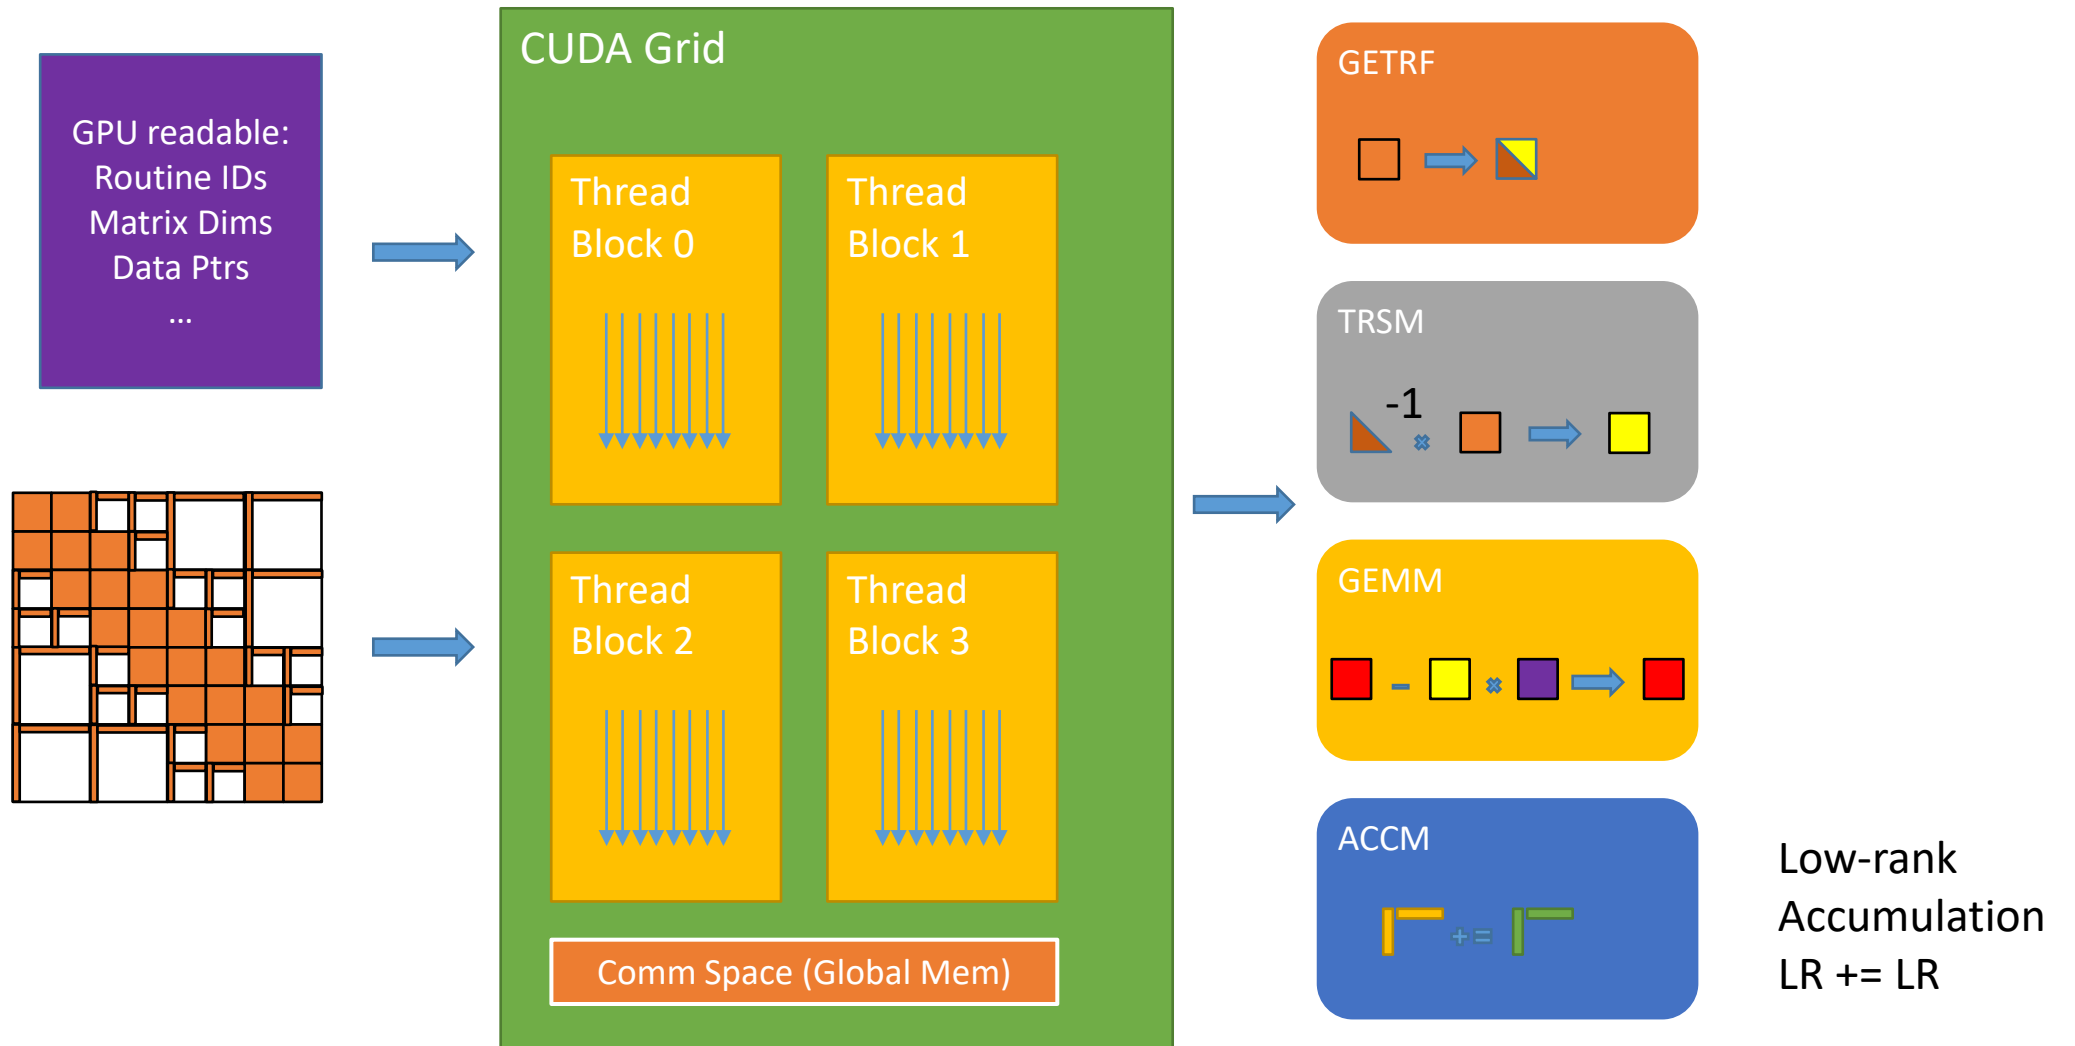 GPU readable:
Routine IDs
Matrix Dims
Data Ptrs
...
CUDA Grid
Thread
Block 0
Thread
Block 1
Thread
Block 2
Thread
Block 3
Comm Space (Global Mem)
GETRF
TRSM
-1
GEMM
ACCM
Low-rank
Accumulation
LR += LR